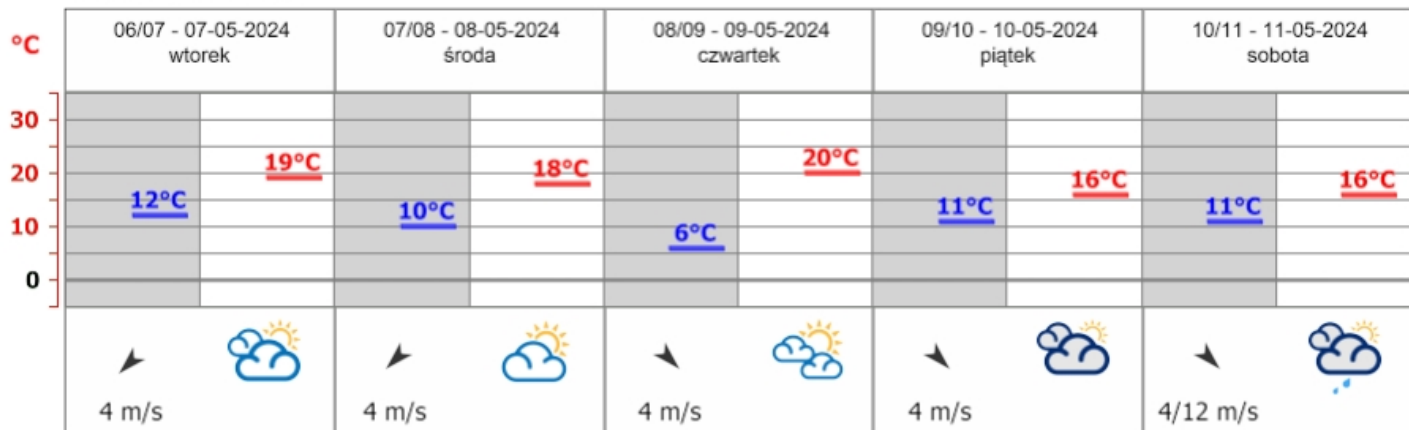 °C
06/07 - 07-05-2024
wtorek
07/08 - 08-05-2024
środa
08/09 - 09-05-2024
czwartek
09/10 - 10-05-2024
piątek
10/11 - 11-05-2024
sobota
30
20
10
0
12°C
19°C
10°C
18°C
6°C
20°C
11°C
16°C
11°C
16°C
4 m/s
4 m/s
4 m/s
4 m/s
4/12 m/s